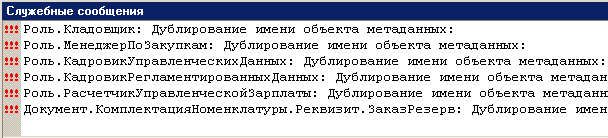 Служебные сообщения
!!! Роль.Кладовщик: Дублирование имени объекта метаданных:
!!! Роль.МенеджерПоЗакупкам: Дублирование имени объекта метаданных:
!!! Роль.КадровикУправленческихДанных: Дублирование имени объекта метаданных:
!!! Роль.КадровикРегламентированныхДанных: Дублирование имени объекта метадан
!!! Роль.РасчетчикУправленческойЗарплаты: Дублирование имени объекта метаданн
!!! Документ.КомплектацияНоменклатуры.Реквизит.ЗаказРезерв: Дублирование имен